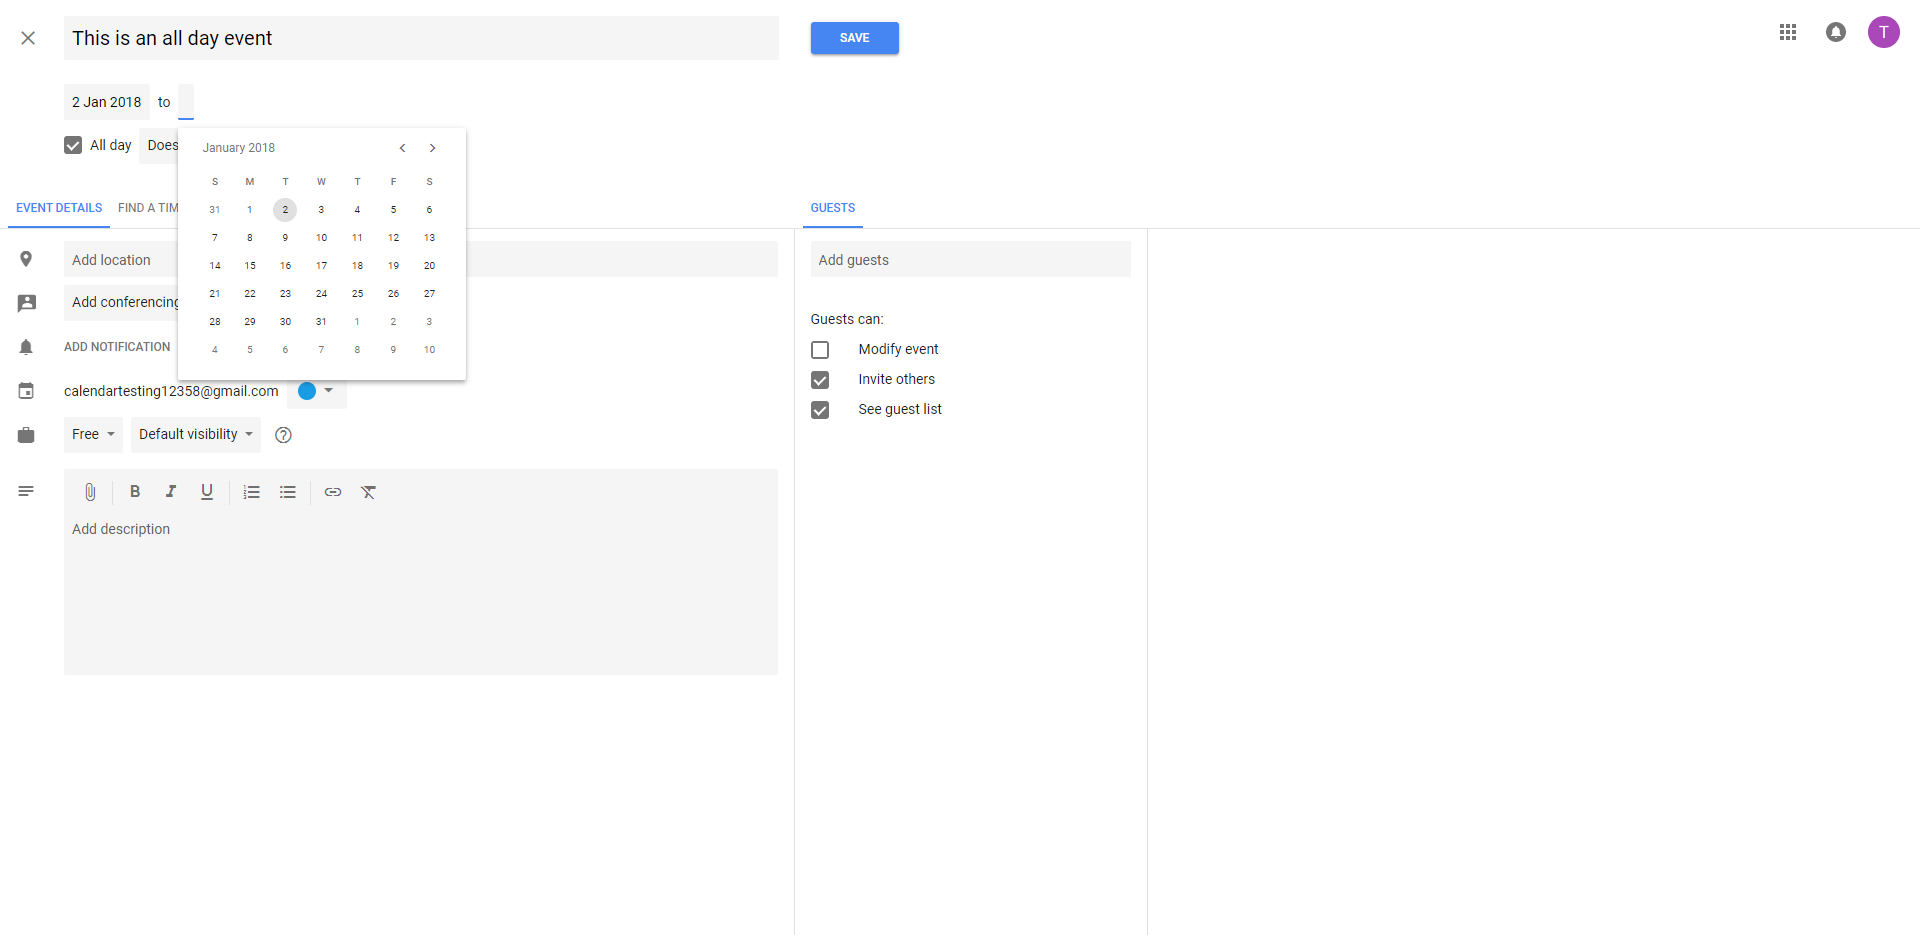 This is an all day event
SAVE
T
2 Jan 2018 to
All day Does
January 2018
S M T W T F S
31 1 2 3 4 5 6
7 8 9 10 11 12 13
14 15 16 17 18 19 20
21 22 23 24 25 26 27
28 29 30 31 1 2 3
4 5 6 7 8 9 10
EVENT DETAILS FIND A TIM
GUESTS
Add location
Add conferencing
ADD NOTIFICATION
calendartesting12358@gmail.com
Free Default visibility ?
B I U
Add description
Add guests
Guests can:
Modify event
Invite others
See guest list